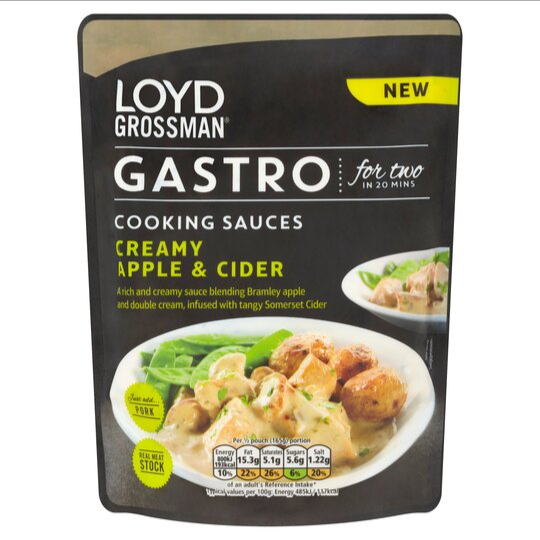 LOYD
GROSSMAN®
NEW
GASTRO
for two
IN 20 MINS
COOKING SAUCES
CREAMY
APPLE & CIDER
A rich and creamy sauce blending Bramley apple
and double cream, infused with tangy Somerset Cider
Just add...
PORK
REAL MEAT
STOCK
Per ½ pouch (165g) portion
Energy Fat Saturates Sugars Salt
800kJ
193kcal 15.3g 5.1g 5.6g 1.22g
10% 22% 26% 6% 20%
of an adult's Reference Intake*
Typical values per 100g: Energy 485kJ / 117kcal